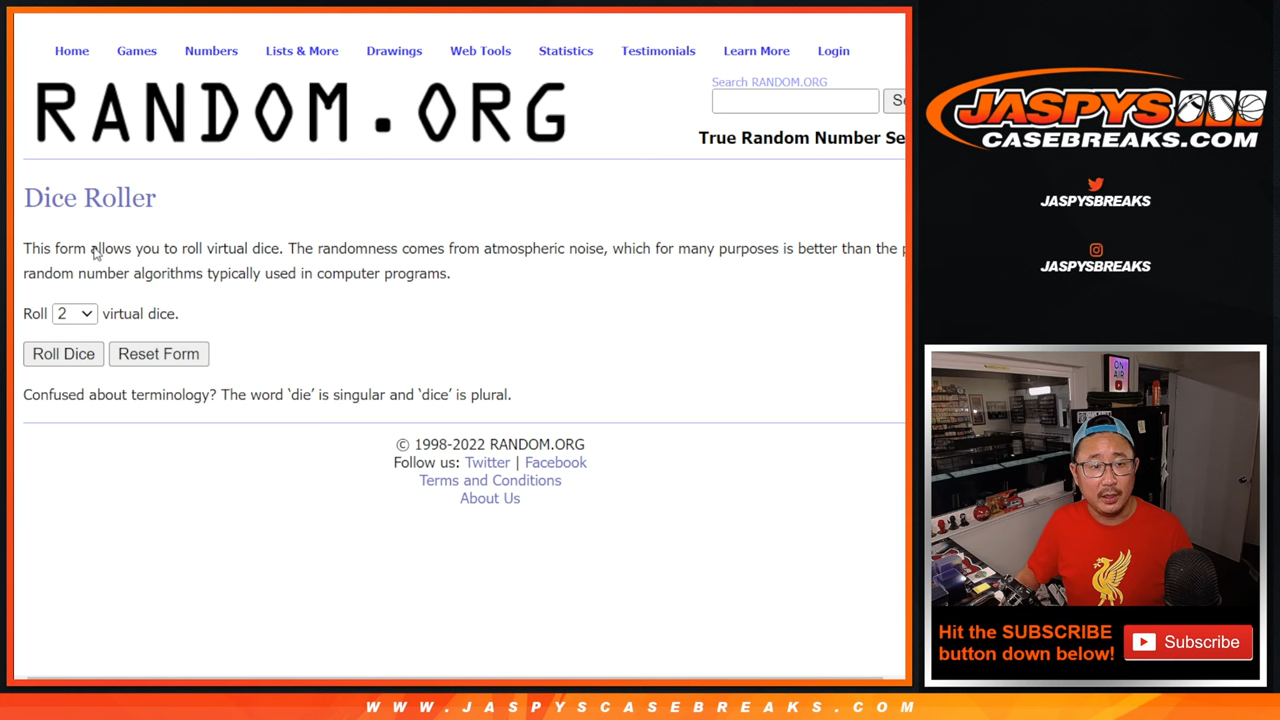 Home Games Numbers Lists & More Drawings Web Tools Statistics Testimonials Learn More Login
RANDOM.ORG
Search RANDOM.ORG
True Random Number Se
Dice Roller
This form allows you to roll virtual dice. The randomness comes from atmospheric noise, which for many purposes is better than the p
random number algorithms typically used in computer programs.
Roll 2 virtual dice.
Roll Dice Reset Form
Confused about terminology? The word ‘die’ is singular and ‘dice’ is plural.
© 1998-2022 RANDOM.ORG
Follow us: Twitter | Facebook
Terms and Conditions
About Us
JASPYS
CASEBREAKS.COM
JASPYSBREAKS
JASPYSBREAKS
ON
AIR
Hit the SUBSCRIBE
button down below!
Subscribe
WWW.JASPYSCASEBREAKS.COM